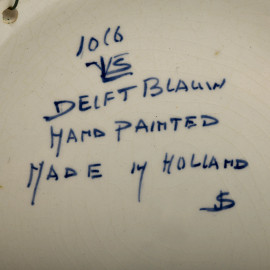 1016
VS
DELFT BLAUW
HAND PAINTED
MADE IN HOLLAND
$